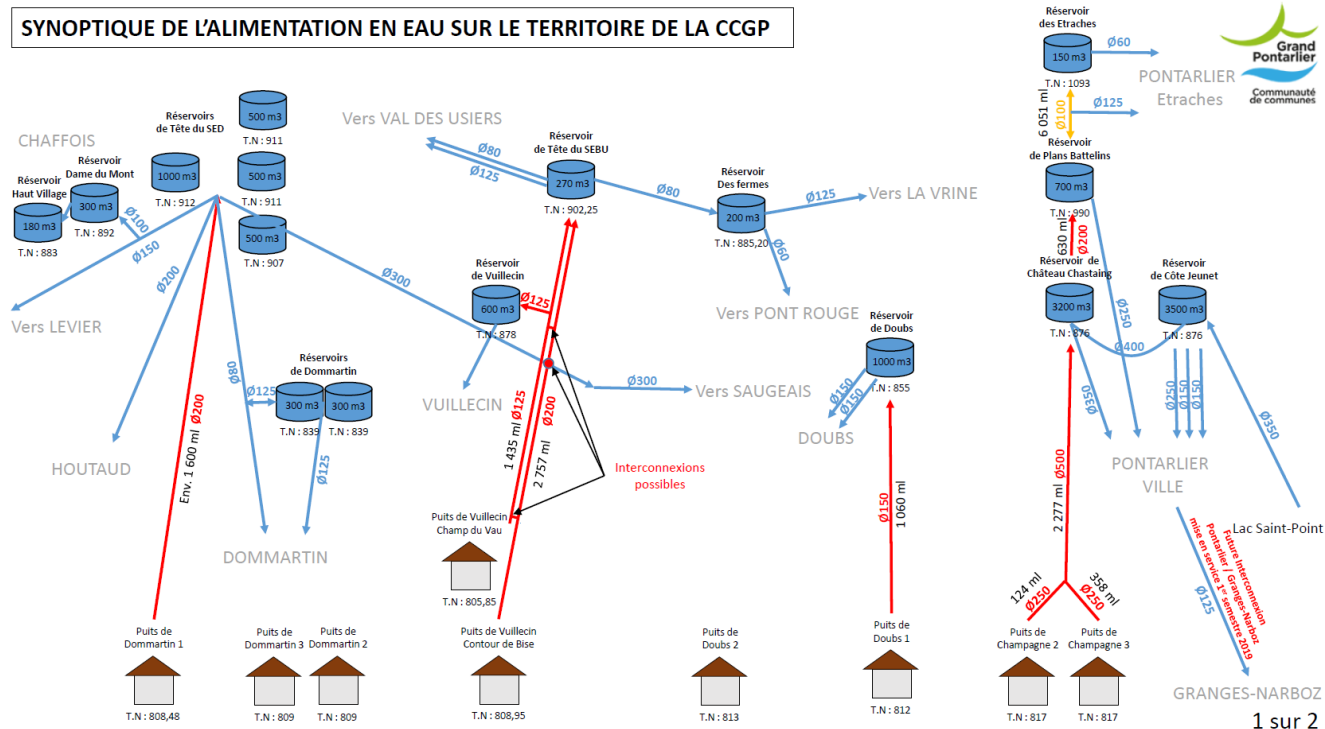 SYNOPTIQUE DE L'ALIMENTATION EN EAU SUR LE TERRITOIRE DE LA CCGP
Grand
Pontarlier
Communauté
de communes
CHAFFOIS
Réservoir
Haut Village
180 m3
T.N : 883
Réservoir
Dame du Mont
300 m3
T.N : 892
Réservoirs
de Tête du SED
1000 m3
T.N : 912
500 m3
T.N : 911
500 m3
T.N : 911
500 m3
T.N : 907
Ø100
Ø150
Ø200
Vers LEVIER
HOUTAUD
Env. 1 600 ml Ø200
Ø80
Ø125
Réservoirs
de Dommartin
300 m3
300 m3
T.N : 839
T.N : 839
Ø125
DOMMARTIN
Ø300
Ø300
Vers SAUGEAIS
Vers VAL DES USIERS
Ø80
Ø125
Réservoir
de Tête du SEBU
270 m3
T.N : 902,25
Ø80
Réservoir
Des fermes
200 m3
T.N : 885,20
Ø125
Vers LA VRINE
Ø60
Vers PONT ROUGE
Réservoir
de Vuillecin
600 m3
T.N : 878
Ø125
VUILLECIN
1 435 ml Ø125
2 757 ml Ø200
Interconnexions
possibles
Puits de Vuillecin
Champ du Vau
T.N : 805,85
Réservoir
de Doubs
1000 m3
T.N : 855
Ø150
Ø150
DOUBS
Ø150
1 060 ml
Réservoir
des Etraches
150 m3
T.N : 1093
Ø60
PONTARLIER
Etraches
Ø125
6 051 ml
Ø100
Réservoir
de Plans Battelins
700 m3
T.N : 990
630 ml
Ø200
Réservoir de
Château Chastaing
3200 m3
T.N : 876
Réservoir
de Côte Jeunet
3500 m3
T.N : 876
Ø250
Ø400
Ø350
Ø250
Ø150
Ø150
Ø350
PONTARLIER
VILLE
Lac Saint-Point
2 277 ml Ø500
124 ml
Ø250
358 ml
Ø250
Future Interconnexion
Pontarlier / Granges-Narboz
mise en service 1er semestre 2019
Ø125
GRANGES-NARBOZ
Puits de
Dommartin 1
T.N : 808,48
Puits de
Dommartin 3
T.N : 809
Puits de
Dommartin 2
T.N : 809
Puits de Vuillecin
Contour de Bise
T.N : 808,95
Puits de
Doubs 2
T.N : 813
Puits de
Doubs 1
T.N : 812
Puits de
Champagne 2
T.N : 817
Puits de
Champagne 3
T.N : 817
1 sur 2